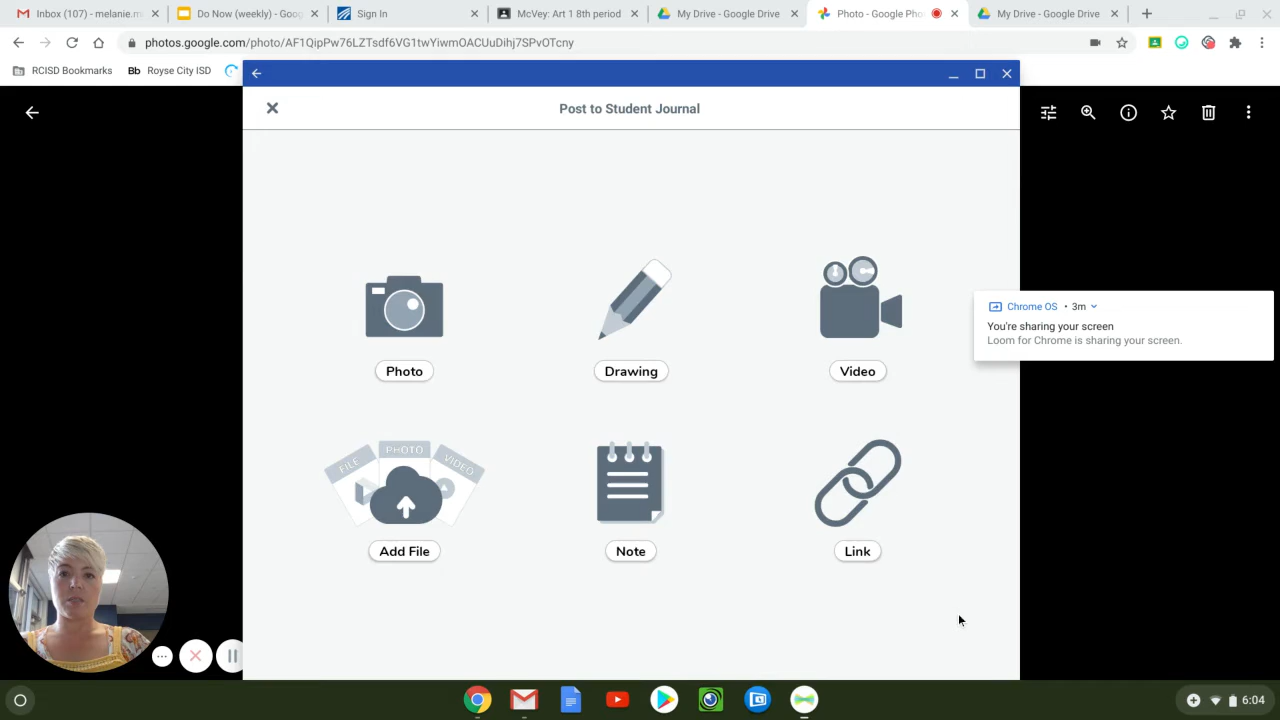 Inbox (107) - melanie.m
Do Now (weekly) - Goo
Sign In
McVey: Art 1 8th period
My Drive - Google Drive
Photo - Google Pho
My Drive - Google Drive
photos.google.com/photo/AF1QipPw76LZTsdf6VG1twYiwmOACUuDihj7SPvOTcny
RCISD Bookmarks
Bb Royse City ISD
Post to Student Journal
Photo
Drawing
Video
Chrome OS • 3m
You're sharing your screen
Loom for Chrome is sharing your screen.
FILE
PHOTO
VIDEO
Add File
Note
Link
6:04